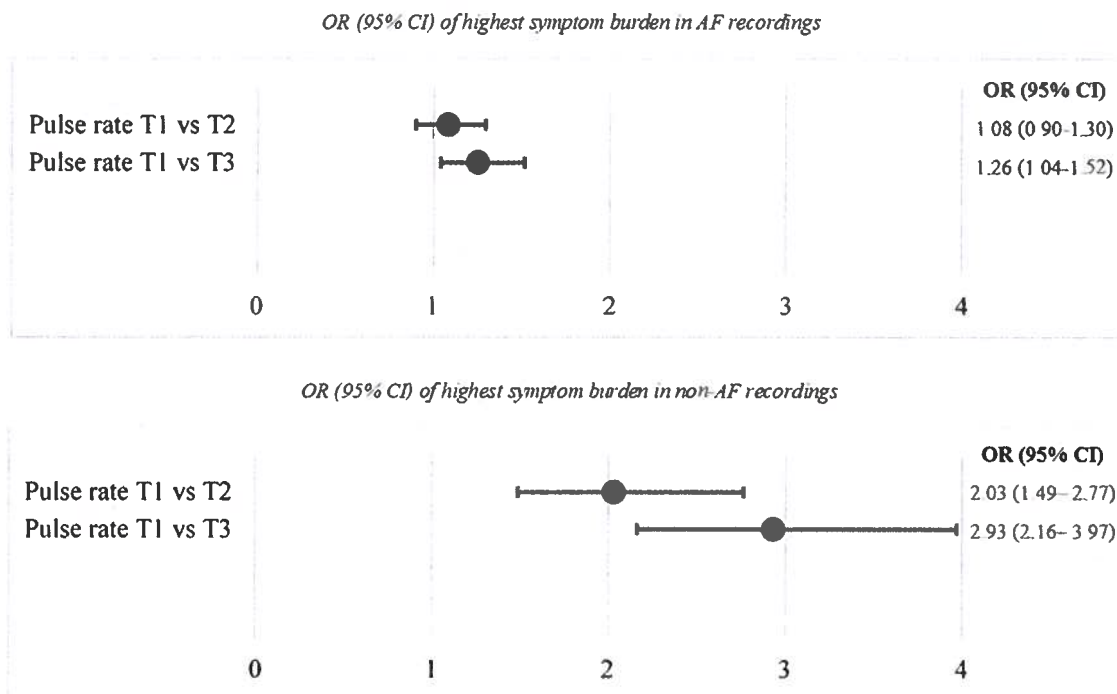 OR (95% CI) of highest symptom burden in AF recordings
OR (95% CI)
Pulse rate T1 vs T2 1 08 (0 90-1.30)
Pulse rate T1 vs T3 1.26 (1 04-1 52)
0 1 2 3 4
OR (95% CI) of highest symptom burden in non-AF recordings
OR (95% CI)
Pulse rate T1 vs T2 2 03 (1 49– 2.77)
Pulse rate T1 vs T3 2 93 (2.16– 3 97)
0 1 2 3 4